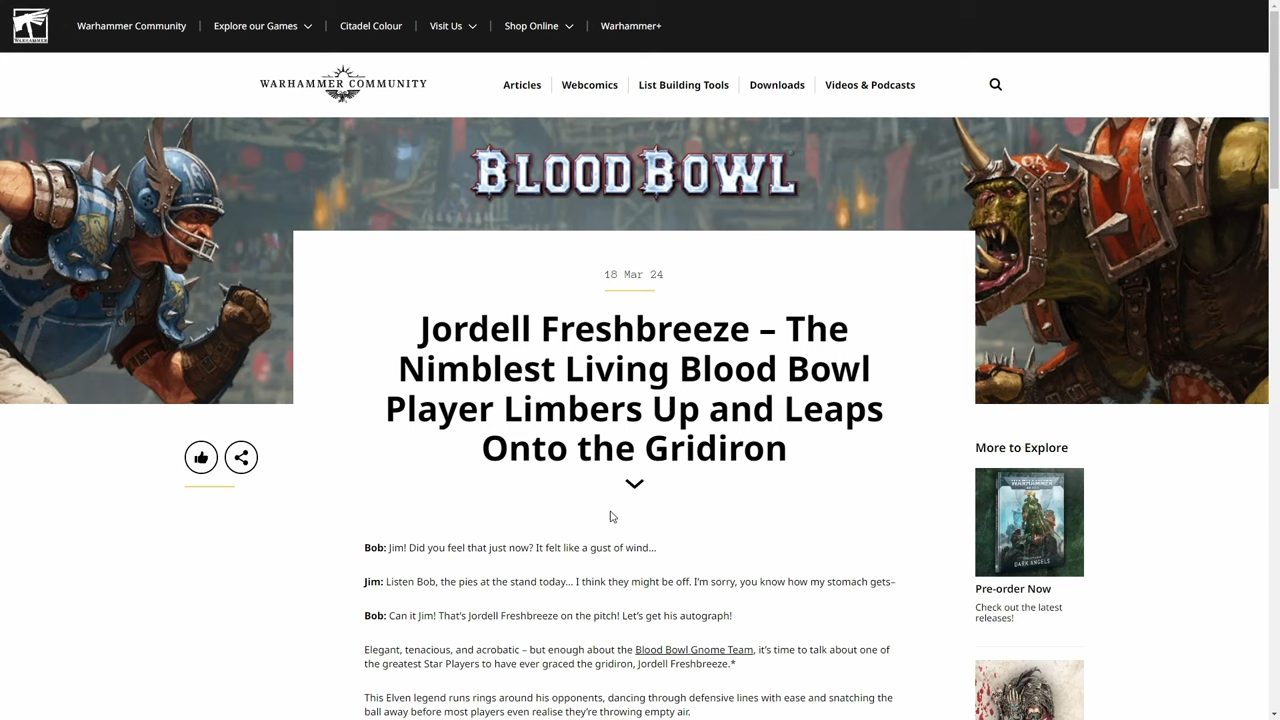 WARHAMMER
Warhammer Community
Explore our Games
Citadel Colour
Visit Us
Shop Online
Warhammer+
WARHAMMER COMMUNITY
Articles
Webcomics
List Building Tools
Downloads
Videos & Podcasts
BLOOD BOWL
18 Mar 24
Jordell Freshbreeze – The
Nimblest Living Blood Bowl
Player Limbers Up and Leaps
Onto the Gridiron
Bob: Jim! Did you feel that just now? It felt like a gust of wind…
Jim: Listen Bob, the pies at the stand today… I think they might be off. I'm sorry, you know how my stomach gets–
Bob: Can it Jim! That's Jordell Freshbreeze on the pitch! Let's get his autograph!
Elegant, tenacious, and acrobatic – but enough about the Blood Bowl Gnome Team, it's time to talk about one of
the greatest Star Players to have ever graced the gridiron, Jordell Freshbreeze.*
This Elven legend runs rings around his opponents, dancing through defensive lines with ease and snatching the
ball away before most players even realise they're throwing empty air.
More to Explore
WARHAMMER
DARK ANGELS
Pre-order Now
Check out the latest
releases!